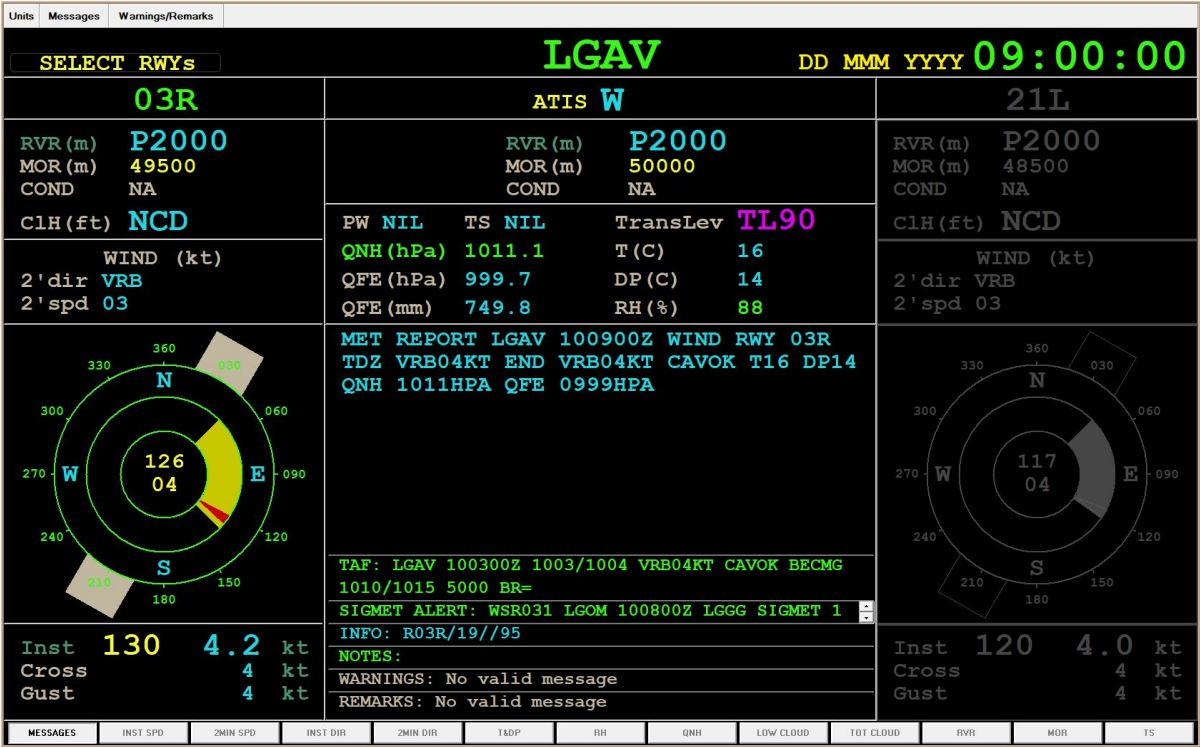 Units Messages Warnings/Remarks
SELECT RWYs LGAV DD MMM YYYY 09:00:00
03R ATIS W 21L
RVR(m) P2000 RVR(m) P2000 RVR(m) P2000
MOR(m) 49500 MOR(m) 50000 MOR(m) 48500
COND NA COND NA COND NA
ClH(ft) NCD ClH(ft) NCD
PW NIL TS NIL TransLev TL90
QNH(hPa) 1011.1 T(C) 16
QFE(hPa) 999.7 DP(C) 14
QFE(mm) 749.8 RH(%) 88
WIND (kt) WIND (kt)
2'dir VRB 2'dir VRB
2'spd 03 2'spd 03
MET REPORT LGAV 100900Z WIND RWY 03R
TDZ VRB04KT END VRB04KT CAVOK T16 DP14
QNH 1011HPA QFE 0999HPA
360
330 030
N
300 060
126
270 W E 090
04
240 120
S
210 150
180
360
330 030
N
300 060
117
270 W E 090
04
240 120
S
210 150
180
TAF: LGAV 100300Z 1003/1004 VRB04KT CAVOK BECMG
1010/1015 5000 BR=
SIGMET ALERT: WSR031 LGOM 100800Z LGGG SIGMET 1
INFO: R03R/19//95
NOTES:
WARNINGS: No valid message
REMARKS: No valid message
Inst 130 4.2 kt
Cross 4 kt
Gust 4 kt
Inst 120 4.0 kt
Cross 4 kt
Gust 4 kt
MESSAGES INST SPD 2MIN SPD INST DIR 2MIN DIR T&DP RH QNH LOW CLOUD TOT CLOUD RVR MOR TS